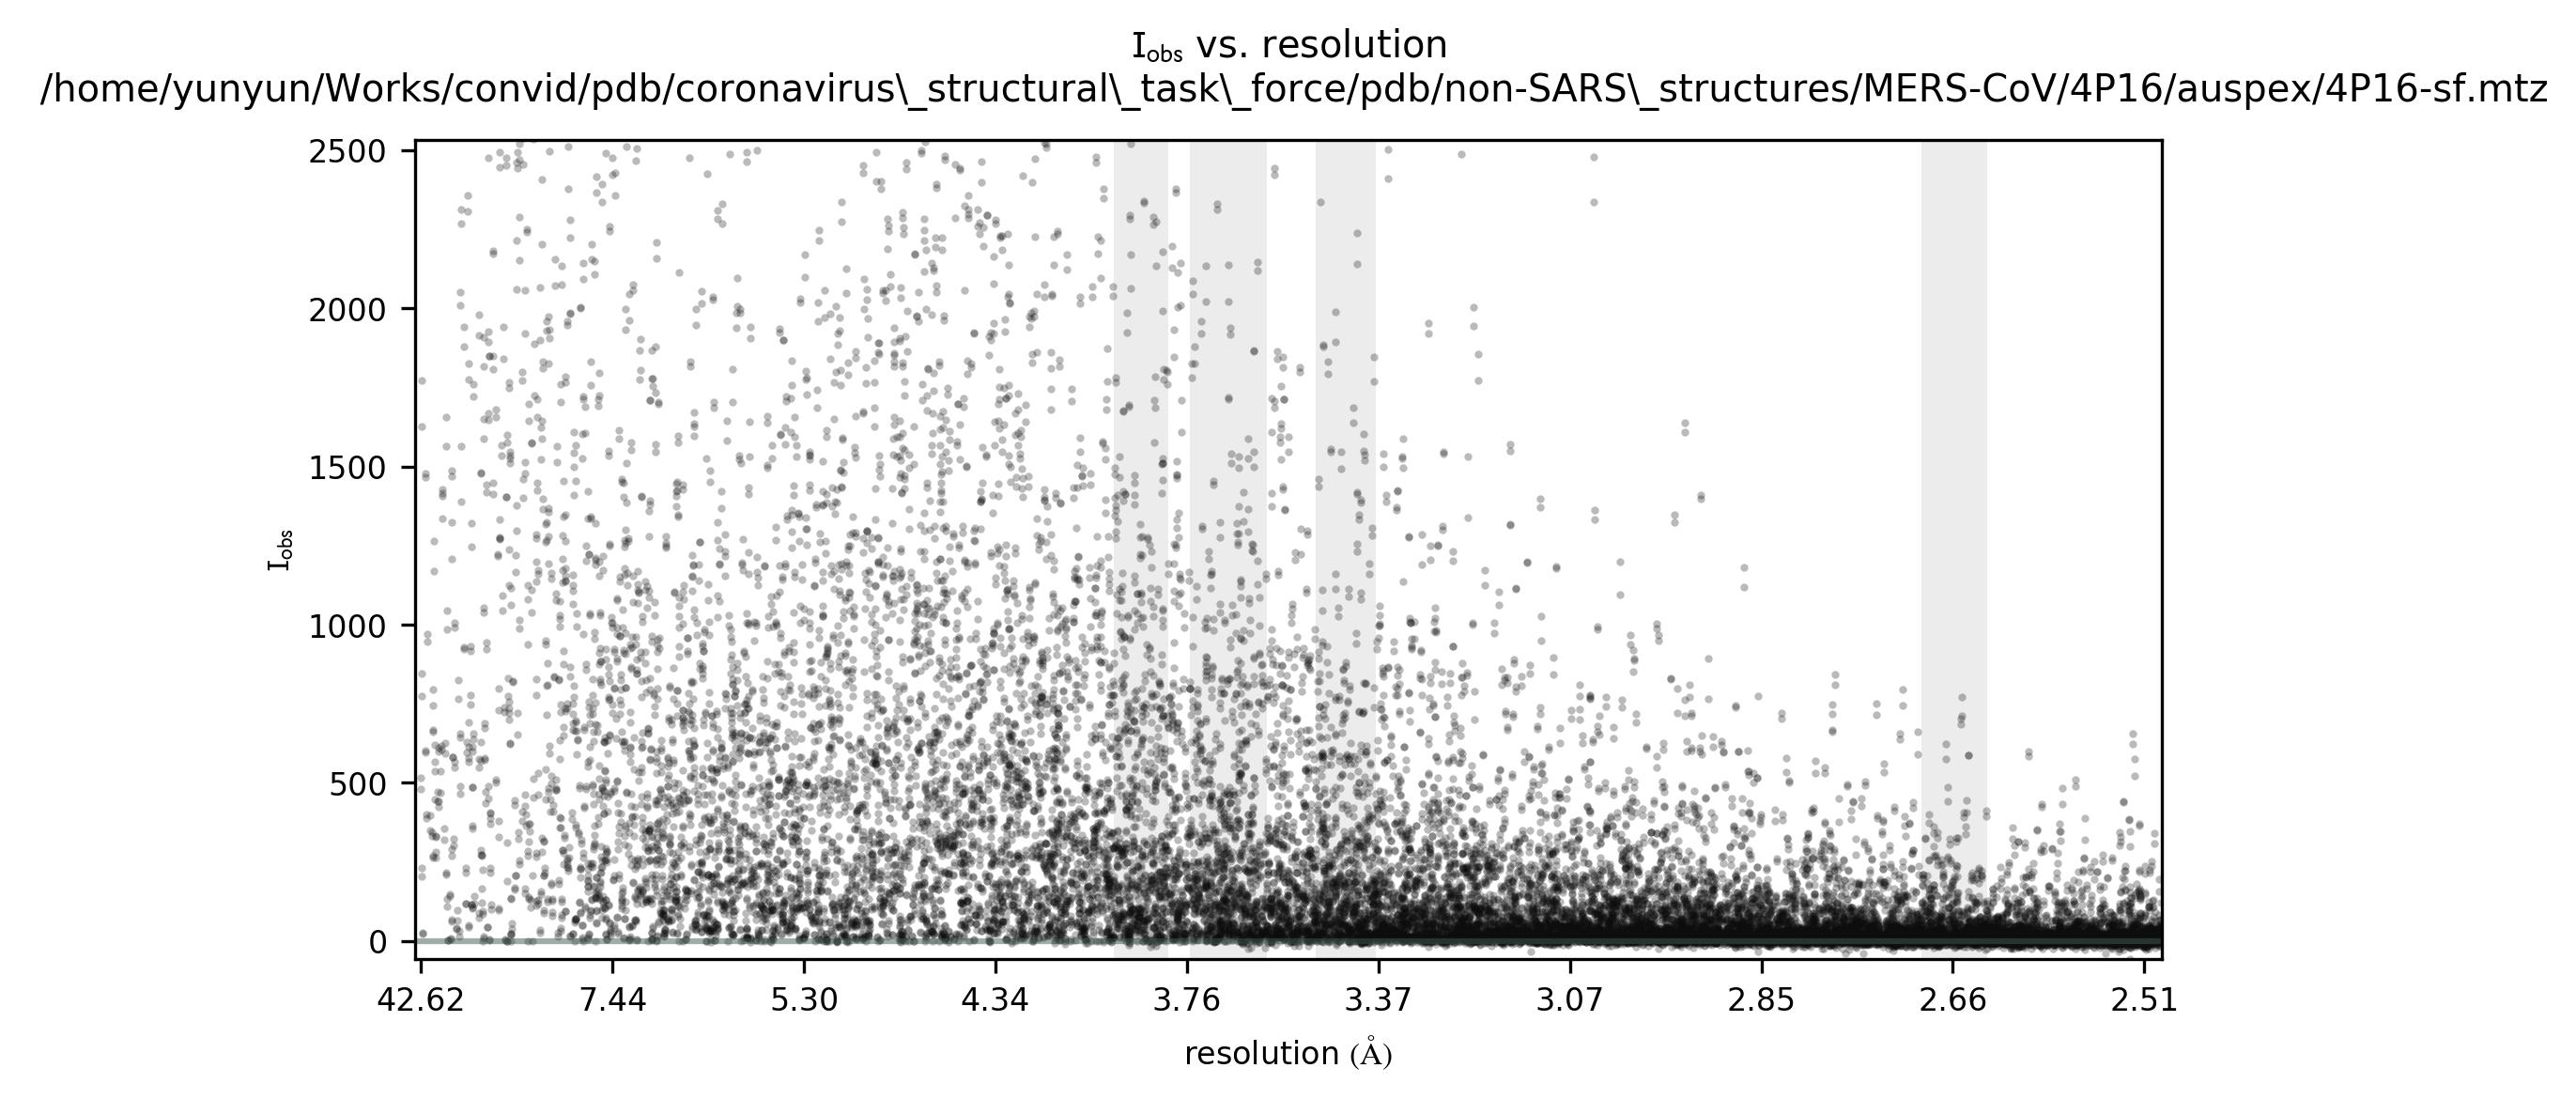 I_obs vs. resolution
/home/yunyun/Works/convid/pdb/coronavirus\_structural\_task\_force/pdb/non-SARS\_structures/MERS-CoV/4P16/auspex/4P16-sf.mtz
2500
2000
1500
1000
500
0
I_obs
42.62 7.44 5.30 4.34 3.76 3.37 3.07 2.85 2.66 2.51
resolution (Å)